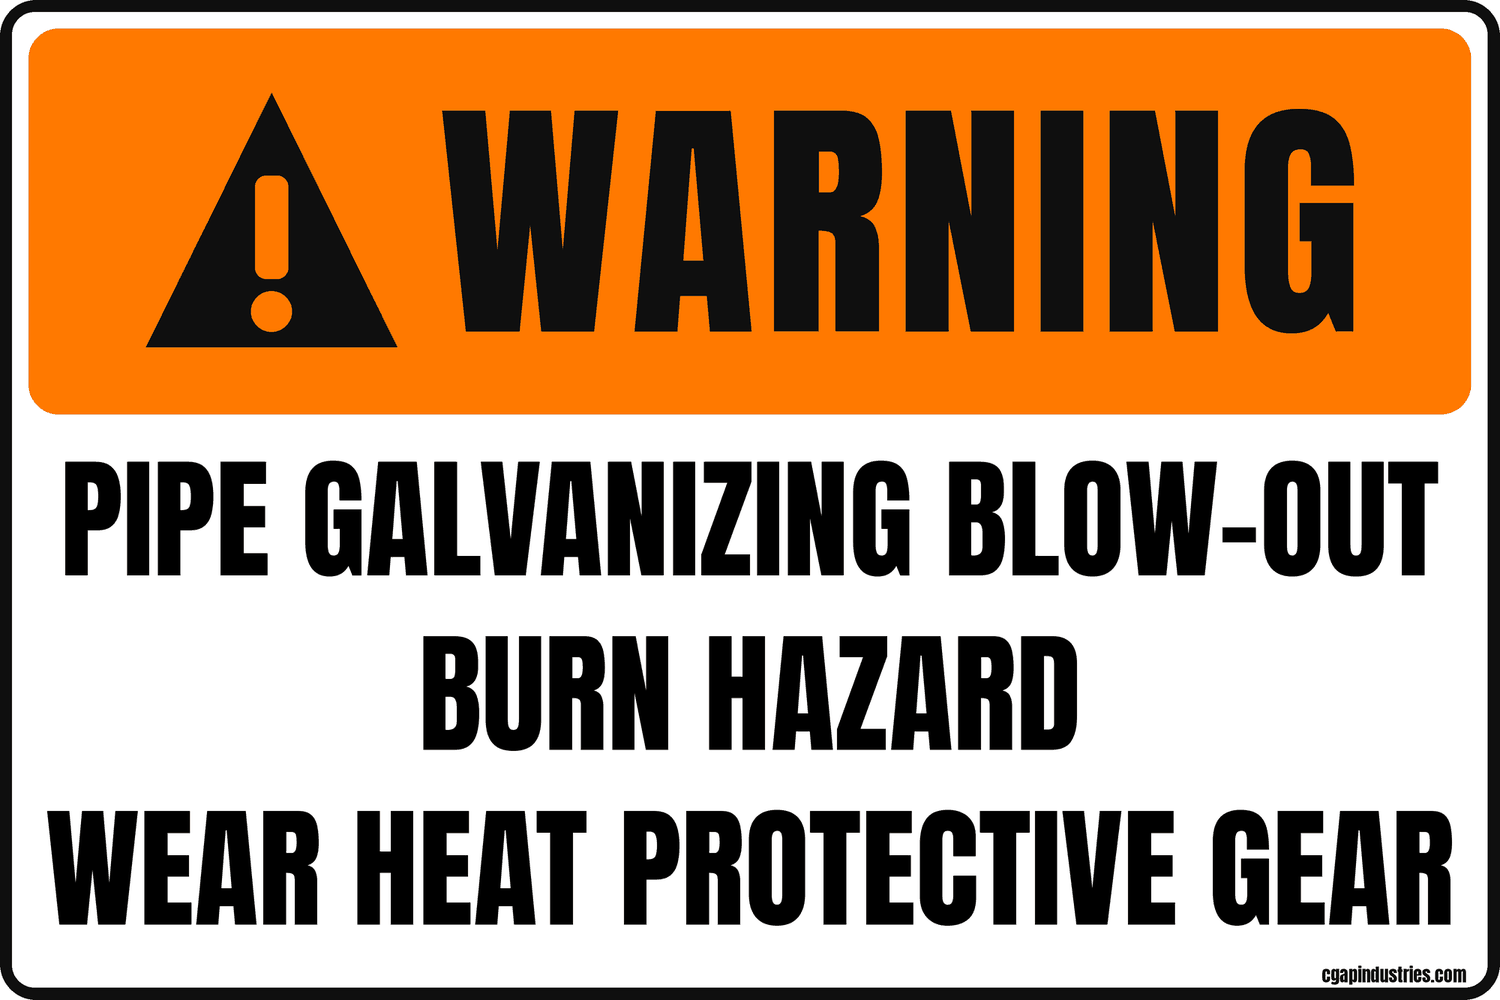 WARNING
PIPE GALVANIZING BLOW-OUT
BURN HAZARD
WEAR HEAT PROTECTIVE GEAR
cgapindustries.com